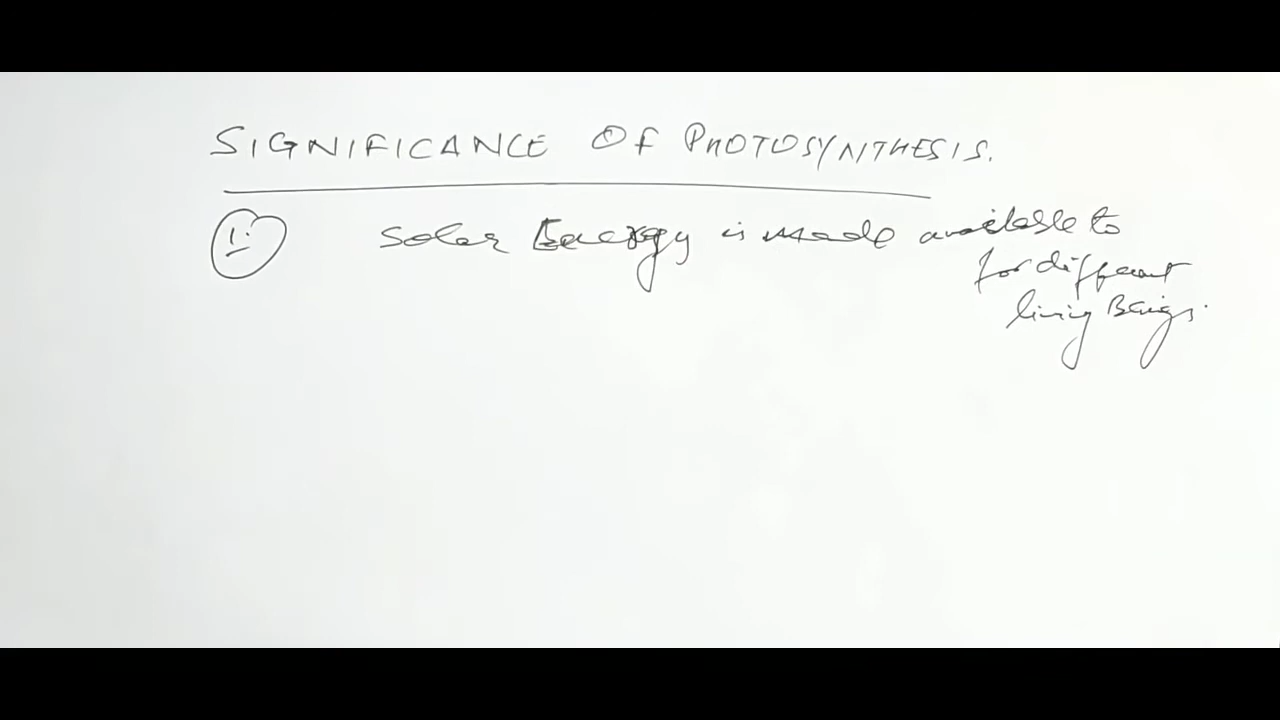 SIGNIFICANCE OF PHOTOSYNTHESIS.
1. Solar Energy is made available to
for different
living Beings.